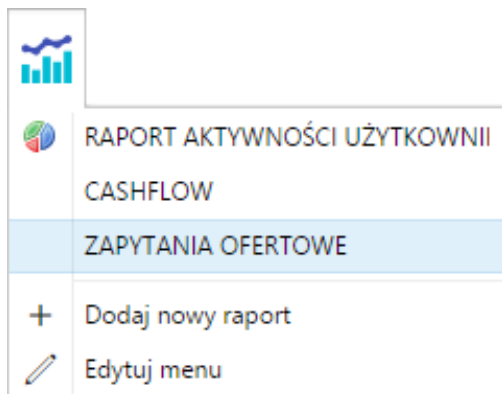 RAPORT AKTYWNOŚCI UŻYTKOWNII
CASHFLOW
ZAPYTANIA OFERTOWE
Dodaj nowy raport
Edytuj menu